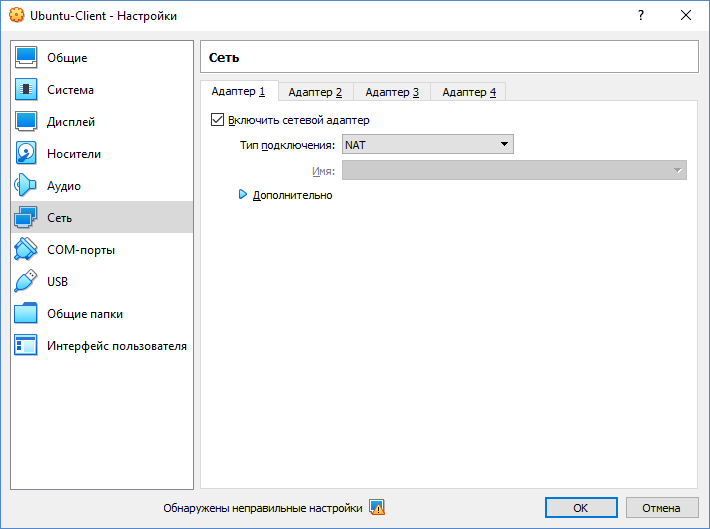 Ubuntu-Client - Настройки
?
Общие
Система
Дисплей
Носители
Аудио
Сеть
COM-порты
USB
Общие папки
Интерфейс пользователя
Сеть
Адаптер 1 Адаптер 2 Адаптер 3 Адаптер 4
Включить сетевой адаптер
Тип подключения: NAT
Имя:
Дополнительно
Обнаружены неправильные настройки
OK Отмена